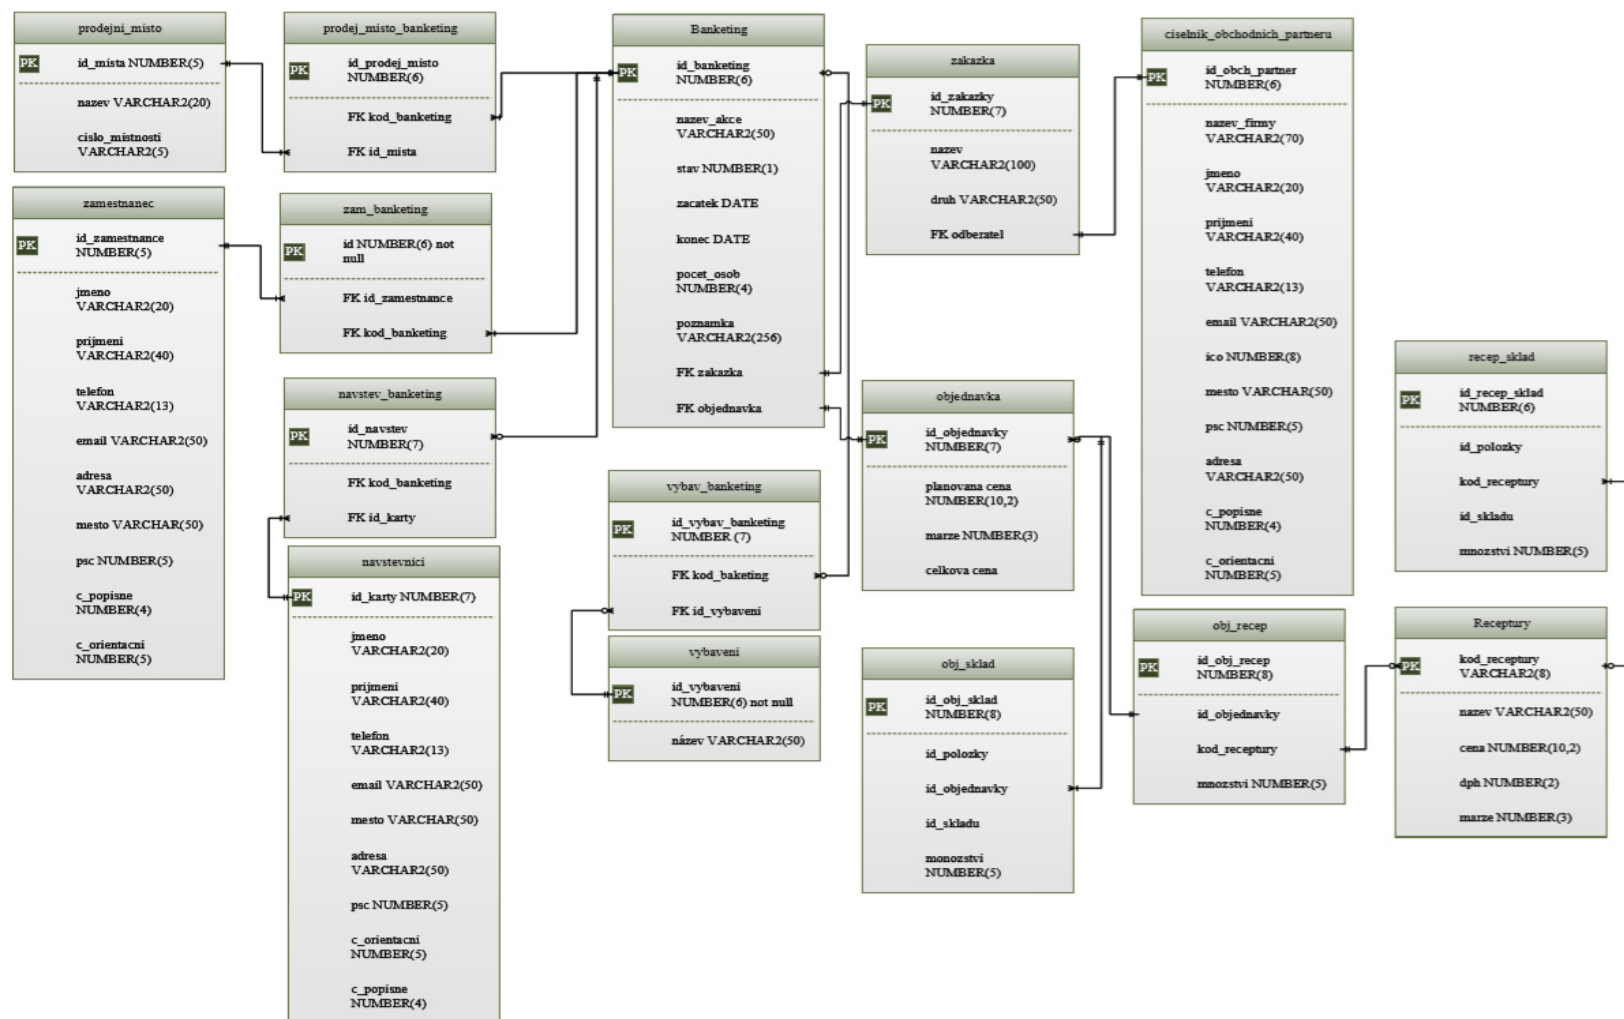 prodejni_misto
PK
id_mista NUMBER(5)
nazev VARCHAR2(20)
cislo_mistnosti
VARCHAR2(5)
prodej_misto_banketing
PK
id_prodej_misto
NUMBER(6)
FK kod_banketing
FK id_mista
Banketing
PK
id_banketing
NUMBER(6)
nazev_akce
VARCHAR2(50)
stav NUMBER(1)
zacatek DATE
konec DATE
pocet_osob
NUMBER(4)
poznamka
VARCHAR2(256)
FK zakazka
FK objednavka
zakazka
PK
id_zakazky
NUMBER(7)
nazev
VARCHAR2(100)
druh VARCHAR2(50)
FK odberatel
ciselnik_obchodnich_partneru
PK
id_obch_partner
NUMBER(6)
nazev_firmy
VARCHAR2(70)
jmeno
VARCHAR2(20)
prijmeni
VARCHAR2(40)
telefon
VARCHAR2(13)
email VARCHAR2(50)
ico NUMBER(8)
mesto VARCHAR(50)
psc NUMBER(5)
adresa
VARCHAR2(50)
c_popisne
NUMBER(4)
c_orientacni
NUMBER(5)
zamestnanec
PK
id_zamestnance
NUMBER(5)
jmeno
VARCHAR2(20)
prijmeni
VARCHAR2(40)
telefon
VARCHAR2(13)
email VARCHAR2(50)
adresa
VARCHAR2(50)
mesto VARCHAR(50)
psc NUMBER(5)
c_popisne
NUMBER(4)
c_orientacni
NUMBER(5)
zam_banketing
PK
id NUMBER(6) not
null
FK id_zamestnance
FK kod_banketing
navstev_banketing
PK
id_navstev
NUMBER(7)
FK kod_banketing
FK id_karty
navstevnici
PK
id_karty NUMBER(7)
jmeno
VARCHAR2(20)
prijmeni
VARCHAR2(40)
telefon
VARCHAR2(13)
email VARCHAR2(50)
mesto VARCHAR(50)
adresa
VARCHAR2(50)
psc NUMBER(5)
c_orientacni
NUMBER(5)
c_popisne
NUMBER(4)
vybav_banketing
PK
id_vybav_banketing
NUMBER (7)
FK kod_baketing
FK id_vybaveni
vybaveni
PK
id_vybaveni
NUMBER(6) not null
název VARCHAR2(50)
objednavka
PK
id_objednavky
NUMBER(7)
planovana cena
NUMBER(10,2)
marze NUMBER(3)
celkova cena
obj_sklad
PK
id_obj_sklad
NUMBER(8)
id_polozky
id_objednavky
id_skladu
monozstvi
NUMBER(5)
obj_recep
PK
id_obj_recep
NUMBER(8)
id_objednavky
kod_receptury
mnozstvi NUMBER(5)
recep_sklad
PK
id_recep_sklad
NUMBER(6)
id_polozky
kod_receptury
id_skladu
mnozstvi NUMBER(5)
Receptury
PK
kod_receptury
VARCHAR2(8)
nazev VARCHAR2(50)
cena NUMBER(10,2)
dph NUMBER(2)
marze NUMBER(3)